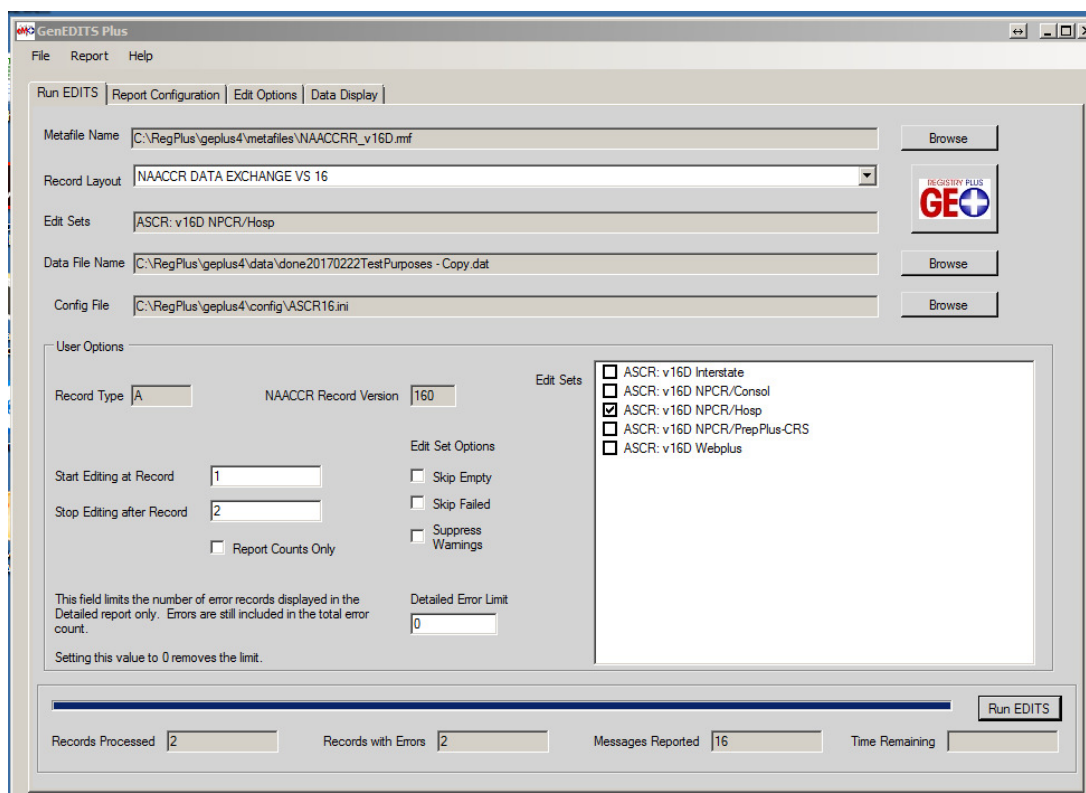 GenEDITS Plus
File Report Help
Run EDITS Report Configuration Edit Options Data Display
Metafile Name C:\RegPlus\geplus4\metafiles\NAACCRR_v16D.rmf Browse
Record Layout NAACCR DATA EXCHANGE VS 16
REGISTRY PLUS
GE
Edit Sets ASCR: v16D NPCR/Hosp
Data File Name C:\RegPlus\geplus4\data\done20170222TestPurposes - Copy.dat Browse
Config File C:\RegPlus\geplus4\config\ASCR16.ini Browse
User Options
Record Type A NAACCR Record Version 160 Edit Sets
ASCR: v16D Interstate
ASCR: v16D NPCR/Consol
ASCR: v16D NPCR/Hosp
ASCR: v16D NPCR/PrepPlus-CRS
ASCR: v16D Webplus
Edit Set Options
Start Editing at Record 1 Skip Empty
Stop Editing after Record 2 Skip Failed
Suppress
Warnings
Report Counts Only
This field limits the number of error records displayed in the
Detailed report only. Errors are still included in the total error
count.
Setting this value to 0 removes the limit.
Detailed Error Limit
0
Run EDITS
Records Processed 2 Records with Errors 2 Messages Reported 16 Time Remaining